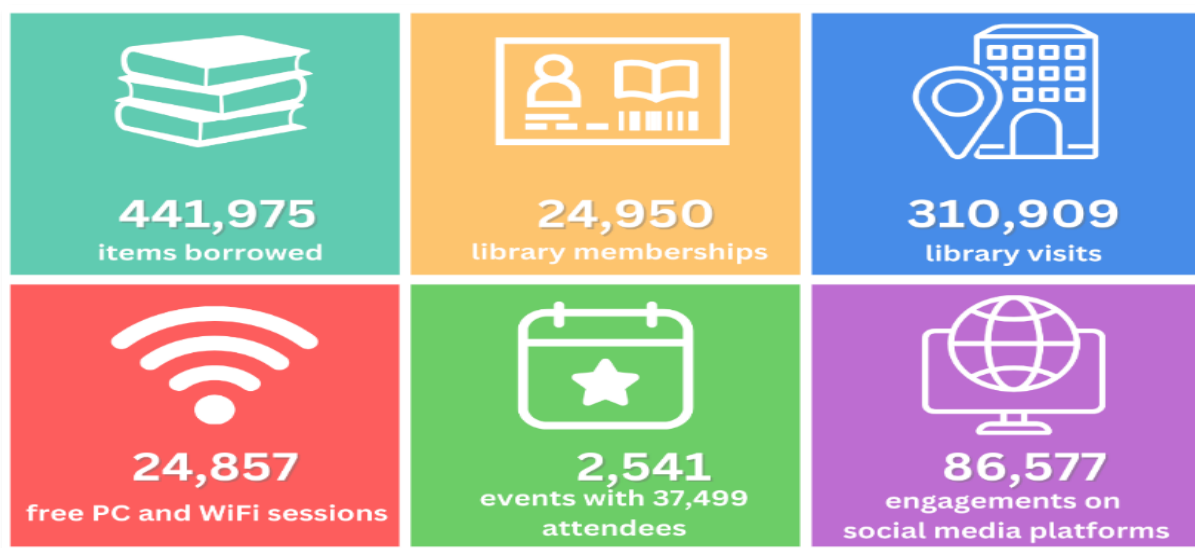 441,975
items borrowed
24,950
library memberships
310,909
library visits
24,857
free PC and WiFi sessions
2,541
events with 37,499
attendees
86,577
engagements on
social media platforms